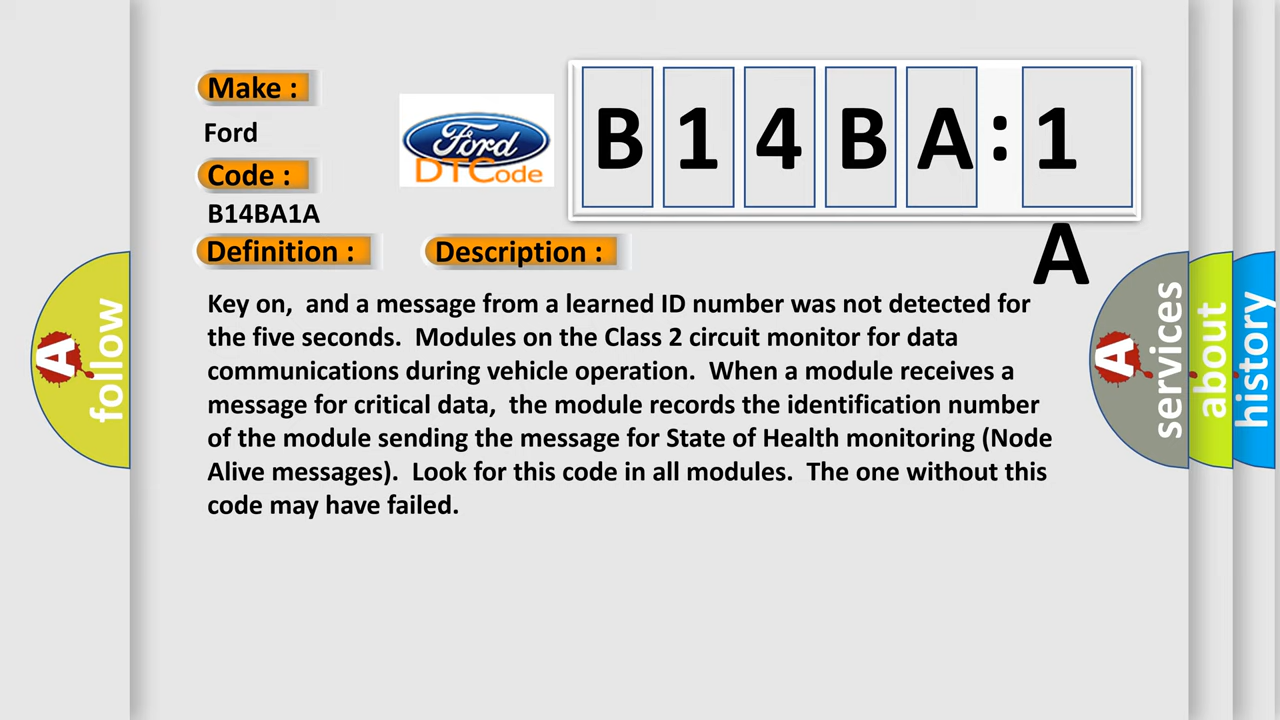 Make :
Ford
Code :
B14BA1A
Definition :
Description :
Ford
DTCode
B14BA:1
A
Key on,  and a message from a learned ID number was not detected for
the five seconds  Modules on the Class 2 circuit monitor for data
communications during vehicle operation  When a module receives a
message for critical data,  the module records the identification number
of the module sending the message for State of Health monitoring (Node
Alive messages)  Look for this code in all modules  The one without this
code may have failed.
A follow
A services
about
history